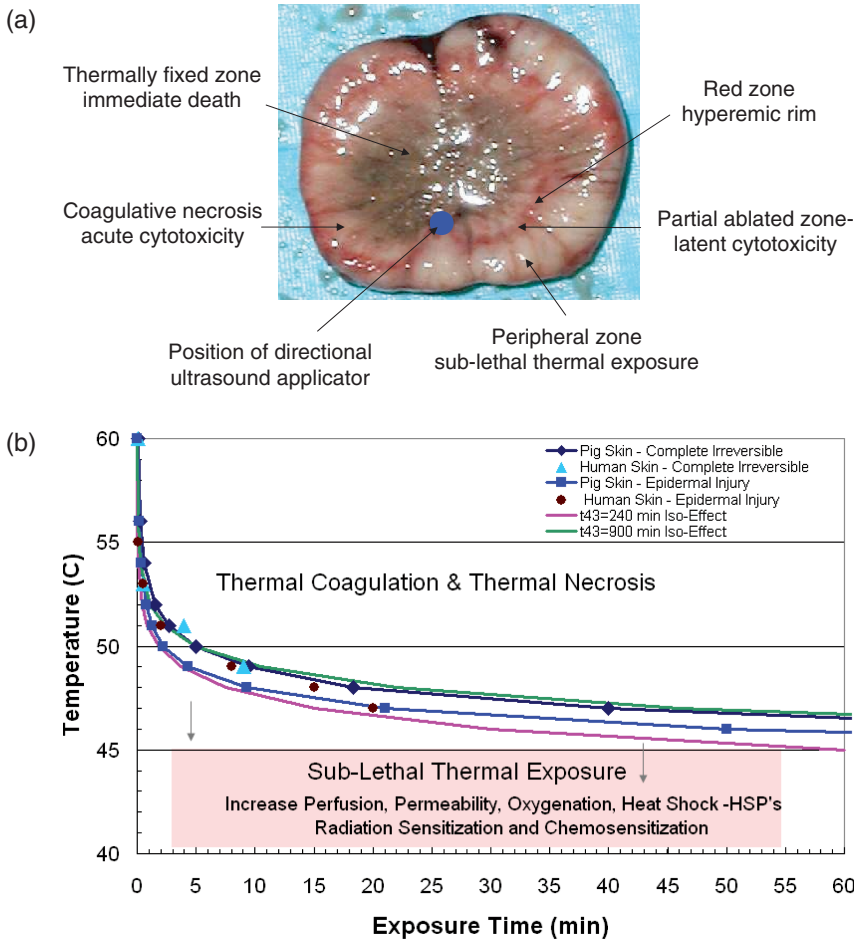 (a)
Thermally fixed zone
immediate death
Red zone
hyperemic rim
Coagulative necrosis
acute cytotoxicity
Partial ablated zone-
latent cytotoxicity
Position of directional
ultrasound applicator
Peripheral zone
sub-lethal thermal exposure
(b)
Pig Skin - Complete Irreversible
Human Skin - Complete Irreversible
Pig Skin - Epidermal Injury
Human Skin - Epidermal Injury
t43=240 min Iso-Effect
t43=900 min Iso-Effect
Thermal Coagulation & Thermal Necrosis
Sub-Lethal Thermal Exposure
Increase Perfusion, Permeability, Oxygenation, Heat Shock -HSP's
Radiation Sensitization and Chemosensitization
Temperature (C)
60
55
50
45
40
0 5 10 15 20 25 30 35 40 45 50 55 60
Exposure Time (min)